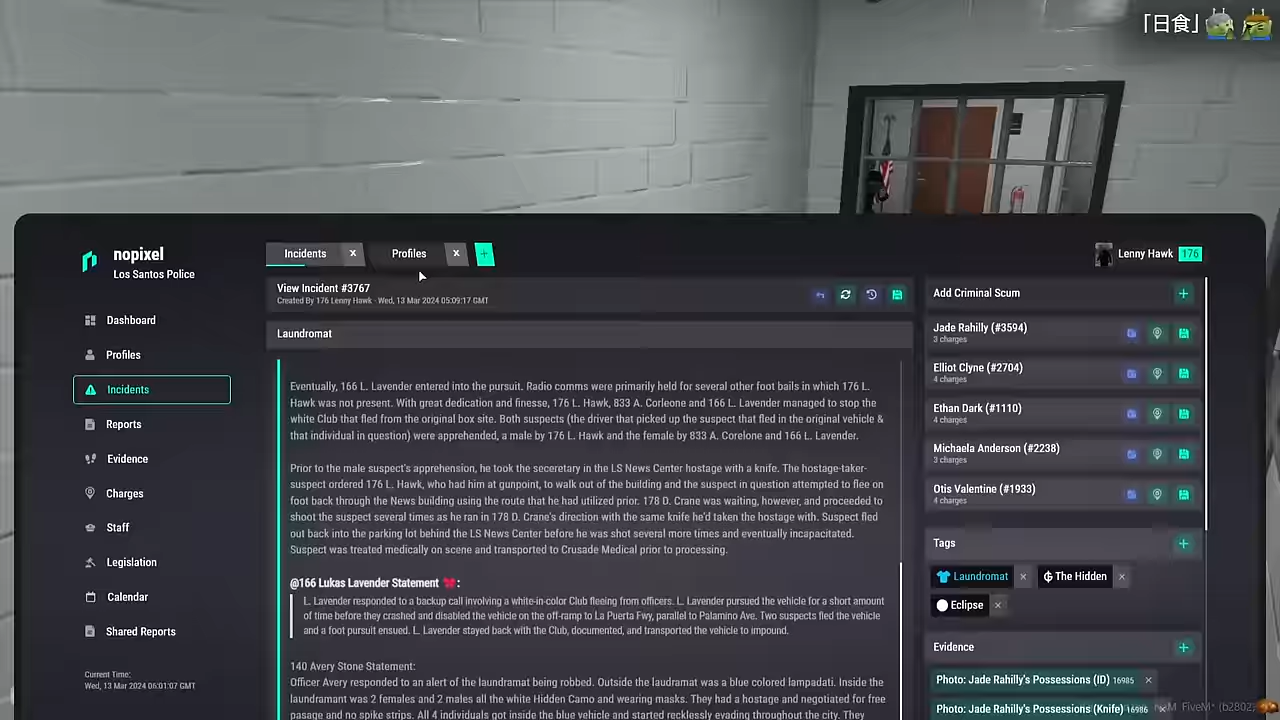 「日食」
nopixel
Los Santos Police
Incidents x
Profiles x
+
Lenny Hawk 176
Dashboard
Profiles
Incidents
Reports
Evidence
Charges
Staff
Legislation
Calendar
Shared Reports
Current Time:
Wed, 13 Mar 2024 06:01:07 GMT
View Incident #3767
Created By 176 Lenny Hawk - Wed, 13 Mar 2024 05:09:17 GMT
Laundromat
Eventually, 166 L. Lavender entered into the pursuit. Radio comms were primarily held for several other foot bails in which 176 L.
Hawk was not present. With great dedication and finesse, 176 L. Hawk, 833 A. Corleone and 166 L. Lavender managed to stop the
white Club that fled from the original box site. Both suspects (the driver that picked up the suspect that fled in the original vehicle &
that individual in question) were apprehended, a male by 176 L. Hawk and the female by 833 A. Corelone and 166 L. Lavender.
Prior to the male suspect's apprehension, he took the seceretary in the LS News Center hostage with a knife. The hostage-taker-
suspect ordered 176 L. Hawk, who had him at gunpoint, to walk out of the building and the suspect in question attempted to flee on
foot back through the News building using the route that he had utilized prior. 178 D. Crane was waiting, however, and proceeded to
shoot the suspect several times as he ran in 178 D. Crane's direction with the same knife he'd taken the hostage with. Suspect fled
out back into the parking lot behind the LS News Center before he was shot several more times and eventually incapacitated.
Suspect was treated medically on scene and transported to Crusade Medical prior to processing.
@166 Lukas Lavender Statement :
L. Lavender responded to a backup call involving a white-in-color Club fleeing from officers. L. Lavender pursued the vehicle for a short amount
of time before they crashed and disabled the vehicle on the off-ramp to La Puerta Fwy, parallel to Palamino Ave. Two suspects fled the vehicle
and a foot pursuit ensued. L. Lavender stayed back with the Club, documented, and transported the vehicle to impound.
140 Avery Stone Statement:
Officer Avery responded to an alert of the laundramat being robbed. Outside the laudramat was a blue colored lampadati. Inside the
laundramant was 2 females and 2 males all the white Hidden Camo and wearing masks. They had a hostage and negotiated for free
pasage and no spike strips. All 4 individuals got inside the blue vehicle and started recklessly evading throughout the city. They
Add Criminal Scum +
Jade Rahilly (#3594)
3 charges
Elliot Clyne (#2704)
4 charges
Ethan Dark (#1110)
4 charges
Michaela Anderson (#2238)
3 charges
Otis Valentine (#1933)
4 charges
Tags +
Laundromat x
The Hidden x
Eclipse x
Evidence +
Photo: Jade Rahilly's Possessions (ID) 16985 x
Photo: Jade Rahilly's Possessions (Knife) 16986
FiveM* (b2802)